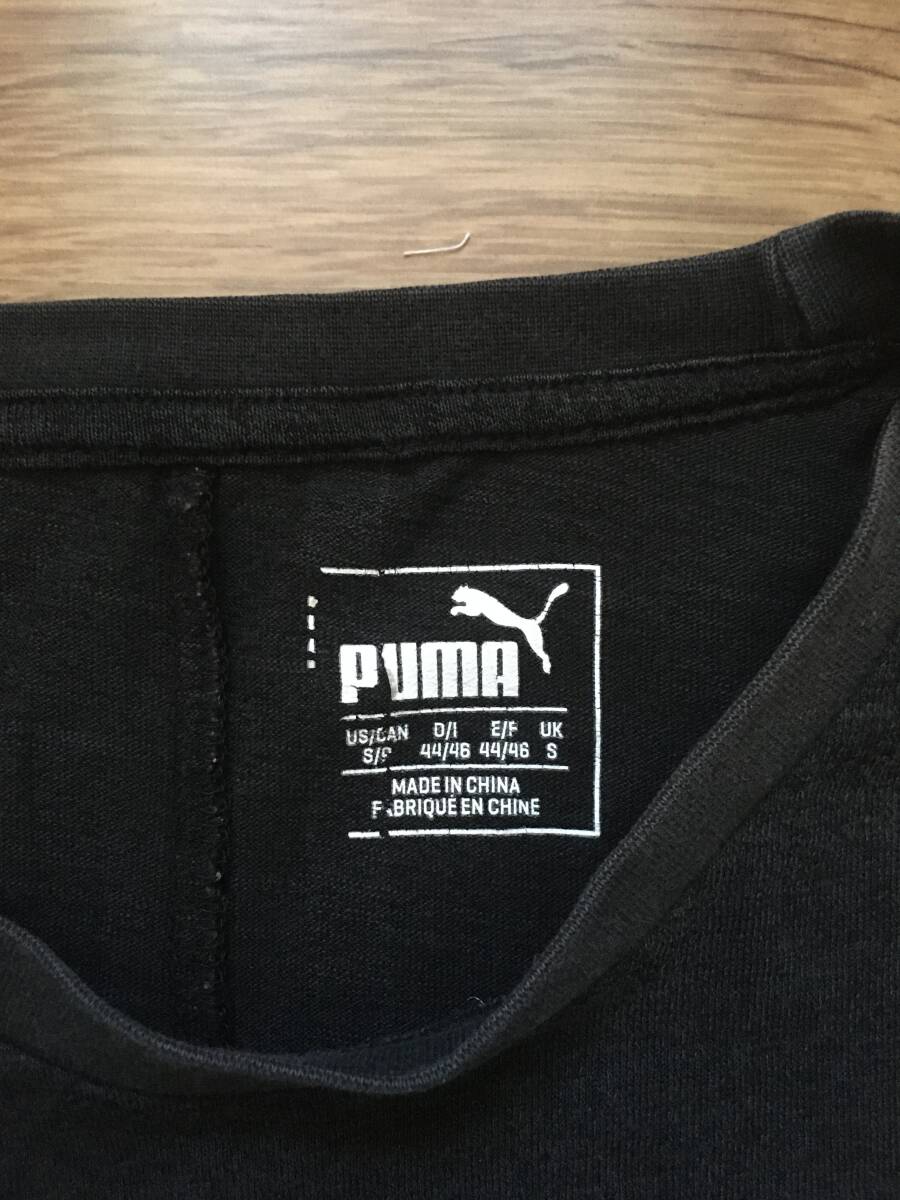 PUMA
US/CAN D/I E/F UK
S/P 44/46 44/46 S
MADE IN CHINA
FABRIQUÉ EN CHINE